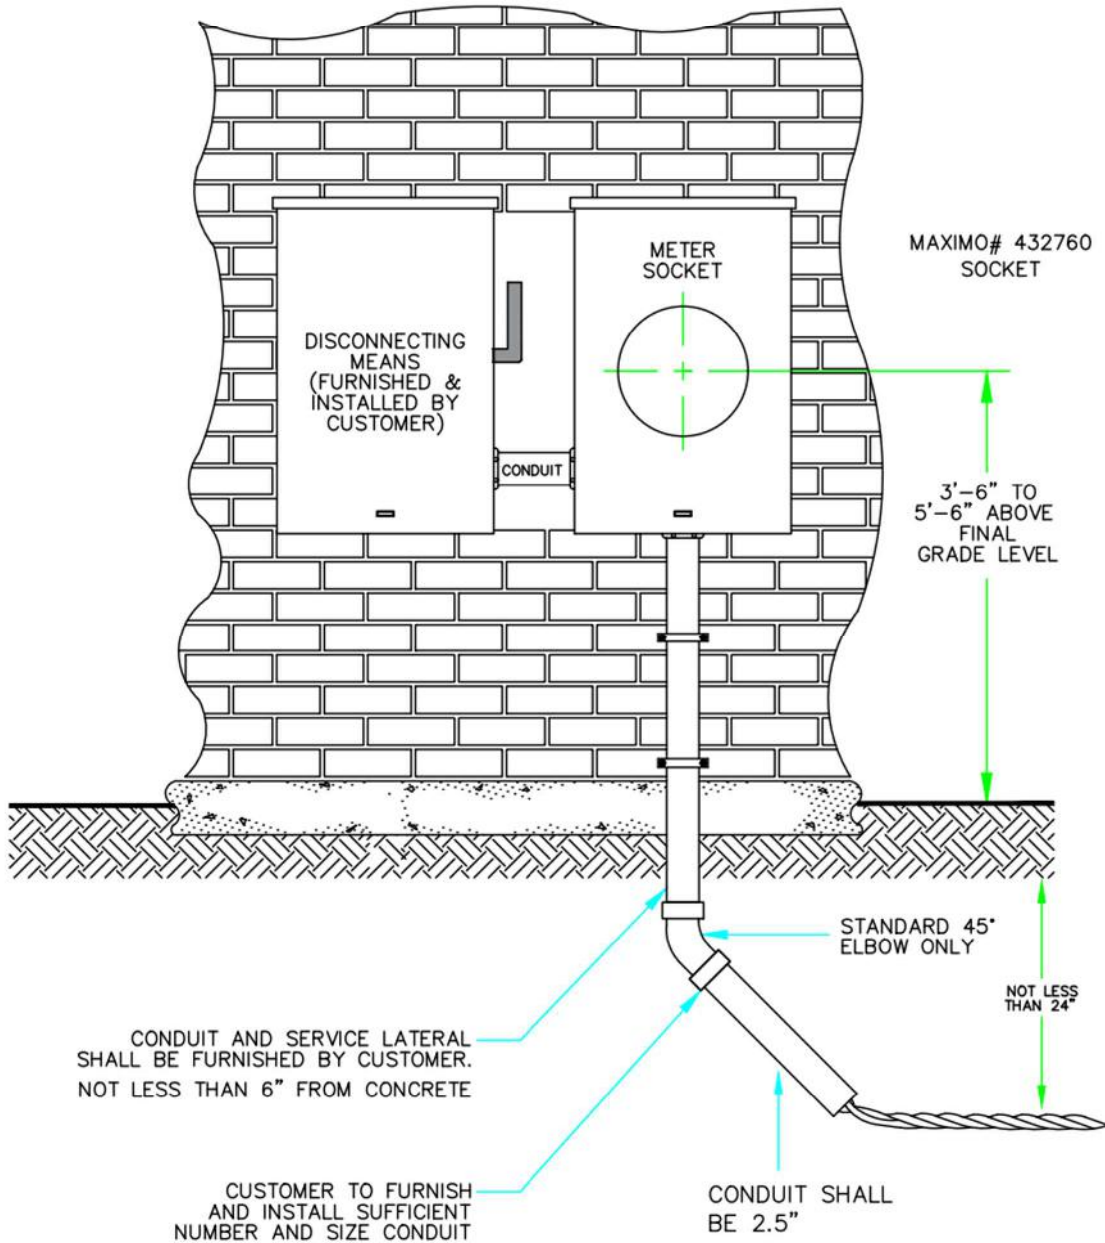 METER
SOCKET
MAXIMO# 432760
SOCKET
DISCONNECTING
MEANS
(FURNISHED &
INSTALLED BY
CUSTOMER)
CONDUIT
3'-6" TO
5'-6" ABOVE
FINAL
GRADE LEVEL
STANDARD 45°
ELBOW ONLY
NOT LESS
THAN 24"
CONDUIT AND SERVICE LATERAL
SHALL BE FURNISHED BY CUSTOMER.
NOT LESS THAN 6" FROM CONCRETE
CUSTOMER TO FURNISH
AND INSTALL SUFFICIENT
NUMBER AND SIZE CONDUIT
CONDUIT SHALL
BE 2.5"